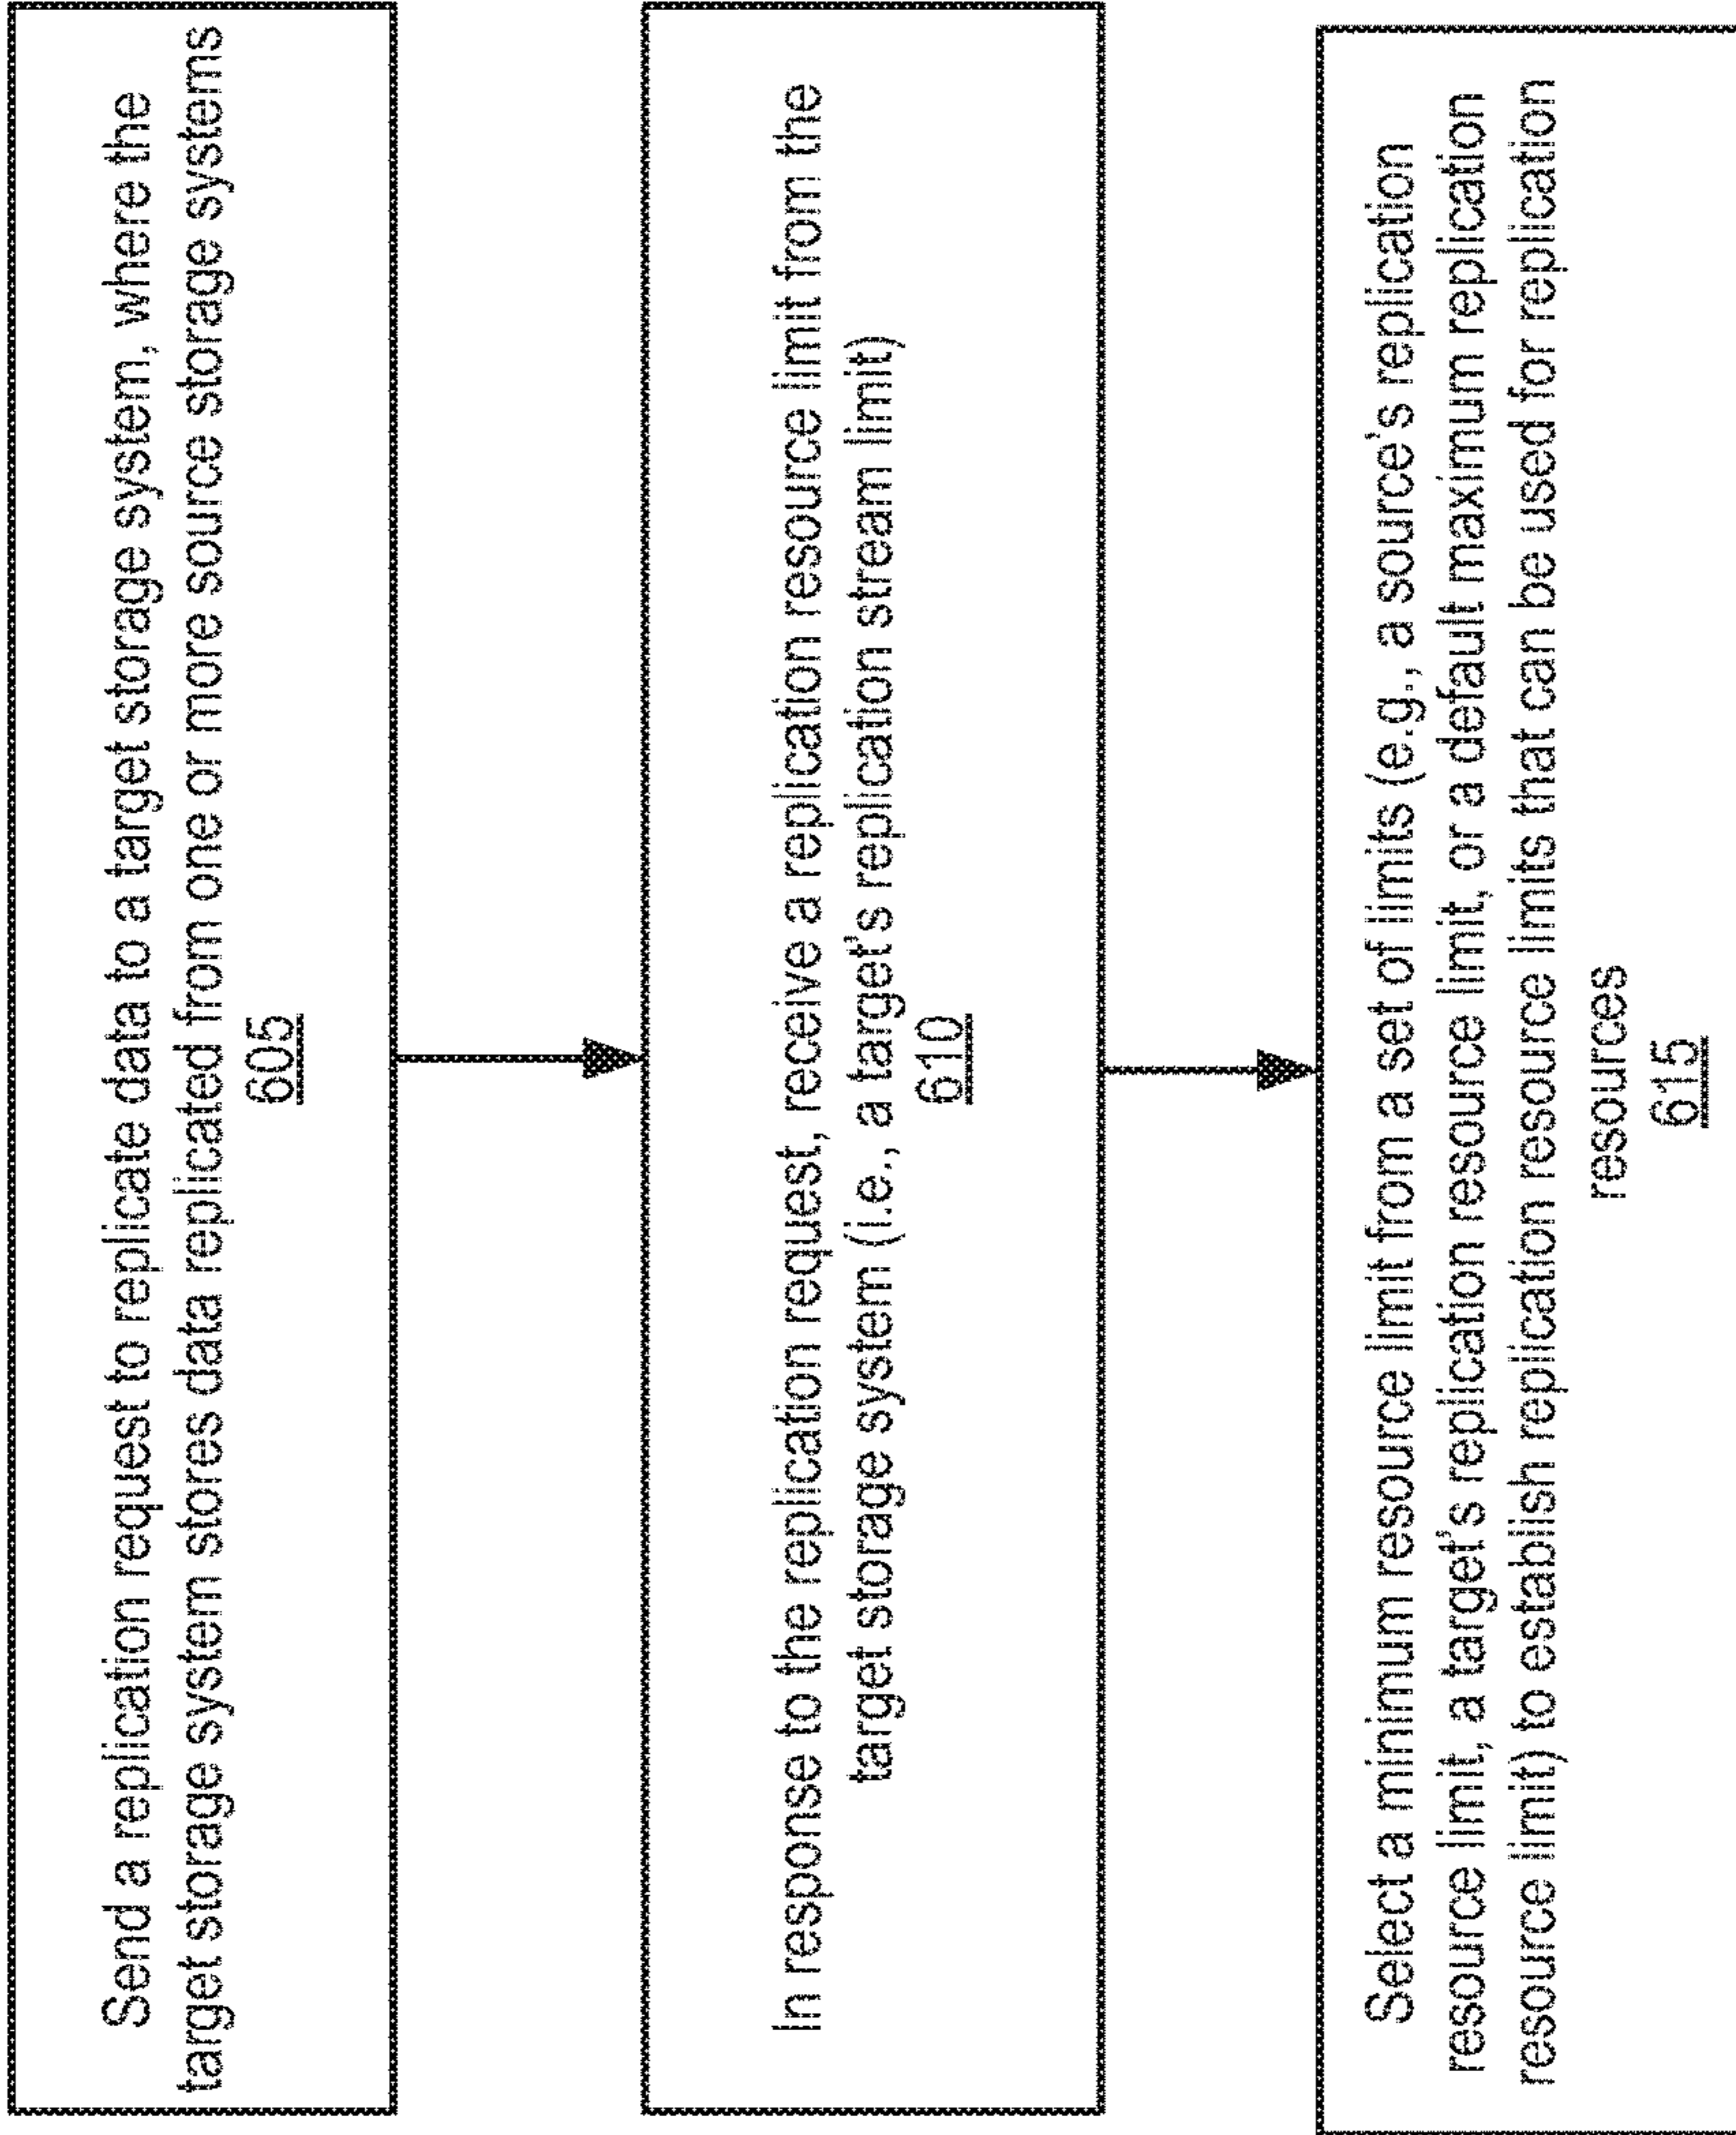 Send a replication request to replicate data to a target storage system, where the
target storage system stores data replicated from one or more source storage systems
605
In response to the replication request, receive a replication resource limit from the
target storage system (i.e., a target's replication stream limit)
610
Select a minimum resource limit from a set of limits (e.g., a source's replication
resource limit, a target's replication resource limit, or a default maximum replication
resource limit) to establish replication resource limits that can be used for replication
resources
615